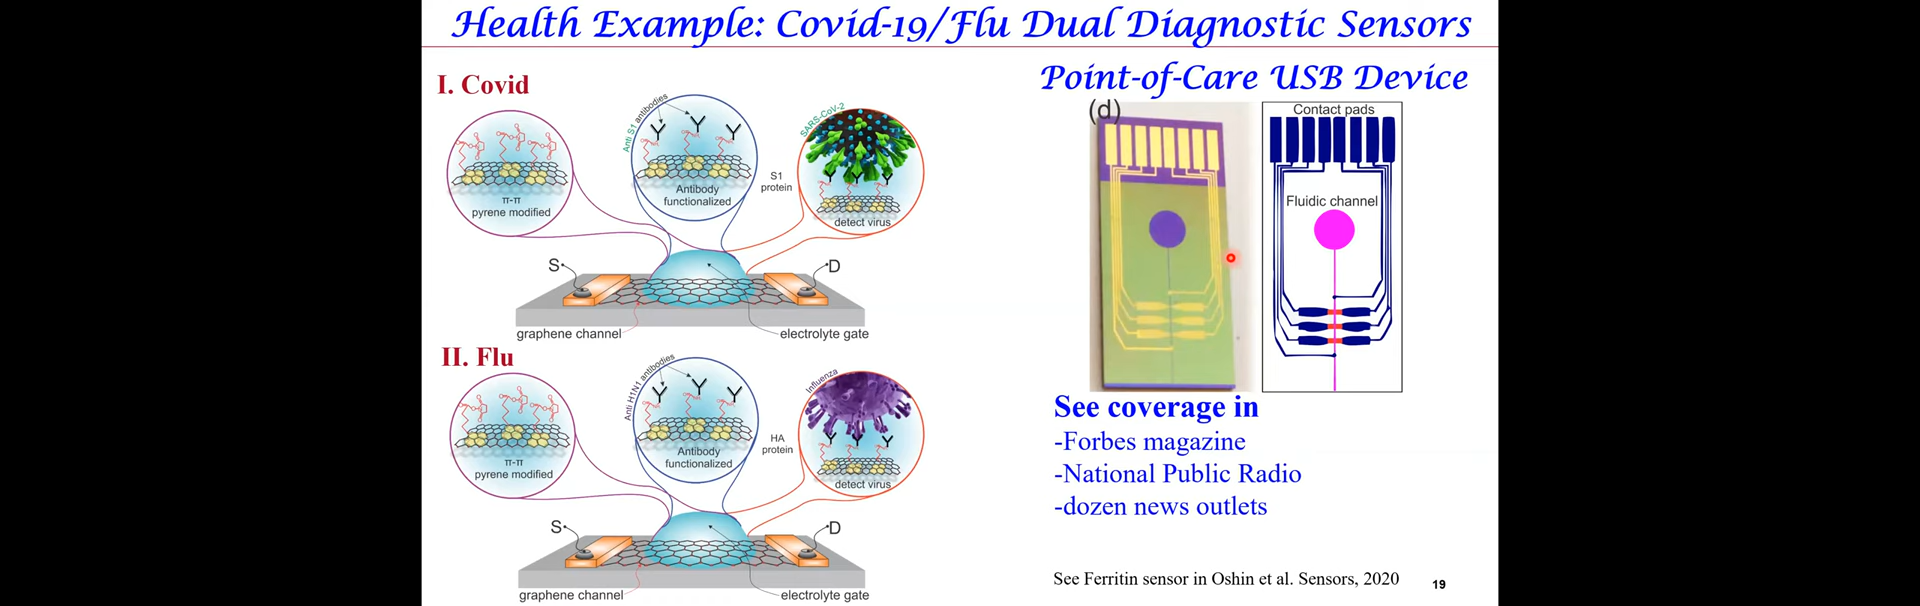 Health Example: Covid-19/Flu Dual Diagnostic Sensors
Point-of-Care USB Device
I. Covid
π-π
pyrene modified
Anti S1 antibodies
Antibody
functionalized
S1
protein
SARS-CoV-2
detect virus
S
D
graphene channel
electrolyte gate
II. Flu
π-π
pyrene modified
Anti H1N1 antibodies
Antibody
functionalized
HA
protein
Influenza
detect virus
S
D
graphene channel
electrolyte gate
(d)
Contact pads
Fluidic channel
See coverage in
-Forbes magazine
-National Public Radio
-dozen news outlets
See Ferritin sensor in Oshin et al. Sensors, 2020
19